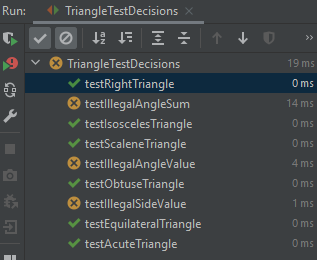 Run: TriangleTestDecisions
TriangleTestDecisions 19 ms
testRightTriangle 0 ms
testIllegalAngleSum 14 ms
testIsoscelesTriangle 0 ms
testScaleneTriangle 0 ms
testIllegalAngleValue 4 ms
testObtuseTriangle 0 ms
testIllegalSideValue 1 ms
testEquilateralTriangle 0 ms
testAcuteTriangle 0 ms